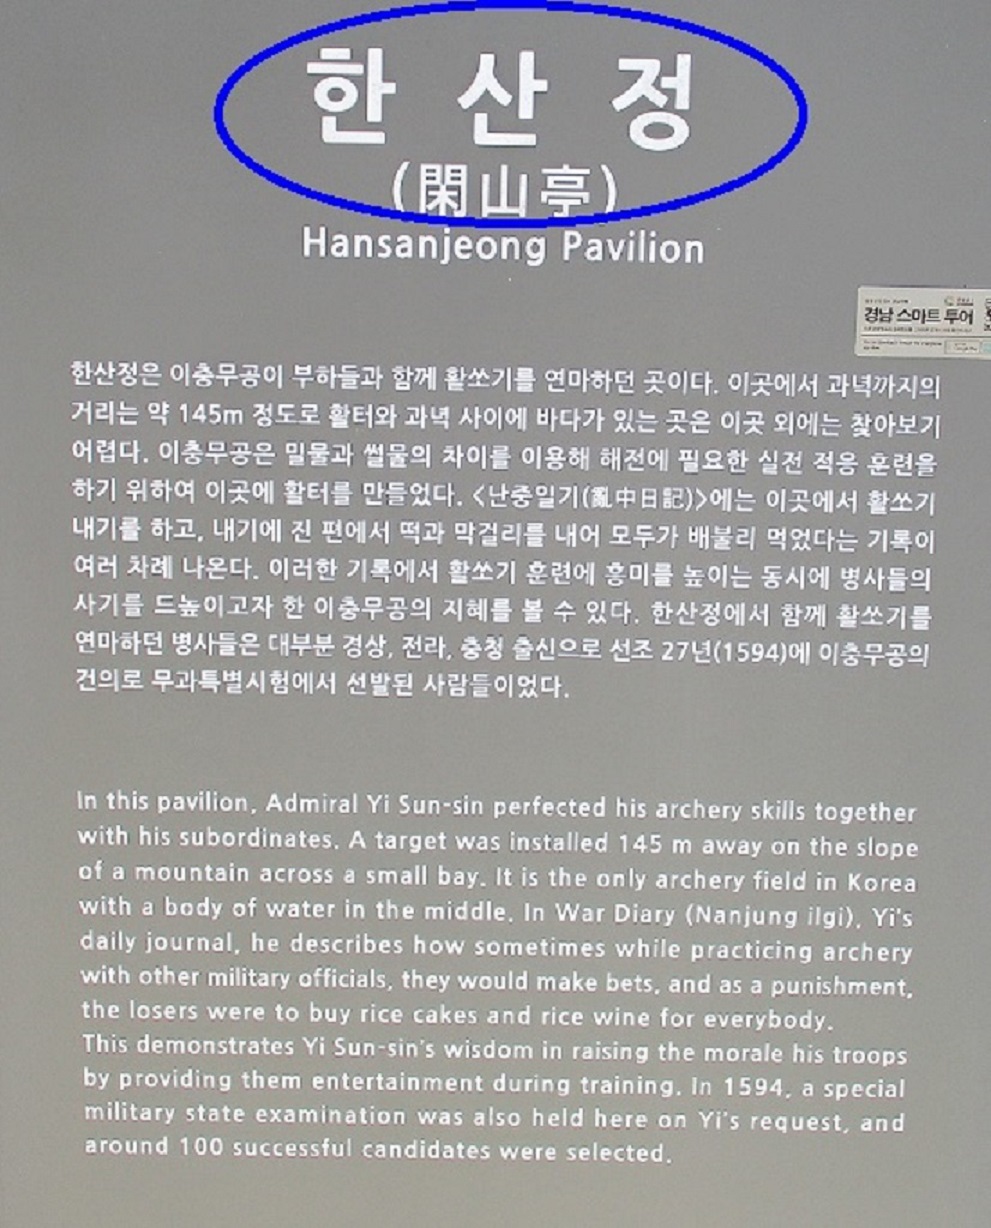 한산정
(閑山亭)
Hansanjeong Pavilion
경남 스마트 투어
한산정은 이충무공이 부하들과 함께 활쏘기를 연마하던 곳이다. 이곳에서 과녁까지의
거리는 약 145m 정도로 활터와 과녁 사이에 바다가 있는 곳은 이곳 외에는 찾아보기
어렵다. 이충무공은 밀물과 썰물의 차이를 이용해 해전에 필요한 실전 적응 훈련을
하기 위하여 이곳에 활터를 만들었다. <난중일기(亂中日記)>에는 이곳에서 활쏘기
내기를 하고, 내기에 진 편에서 떡과 막걸리를 내어 모두가 배불리 먹었다는 기록이
여러 차례 나온다. 이러한 기록에서 활쏘기 훈련에 흥미를 높이는 동시에 병사들의
사기를 드높이고자 한 이충무공의 지혜를 볼 수 있다. 한산정에서 함께 활쏘기를
연마하던 병사들은 대부분 경상, 전라, 충청 출신으로 선조 27년(1594)에 이충무공의
건의로 무과특별시험에서 선발된 사람들이었다.
In this pavilion, Admiral Yi Sun-sin perfected his archery skills together
with his subordinates. A target was installed 145 m away on the slope
of a mountain across a small bay. It is the only archery field in Korea
with a body of water in the middle. In War Diary (Nanjung ilgi), Yi's
daily journal, he describes how sometimes while practicing archery
with other military officials, they would make bets, and as a punishment,
the losers were to buy rice cakes and rice wine for everybody.
This demonstrates Yi Sun-sin's wisdom in raising the morale his troops
by providing them entertainment during training. In 1594, a special
military state examination was also held here on Yi's request, and
around 100 successful candidates were selected.